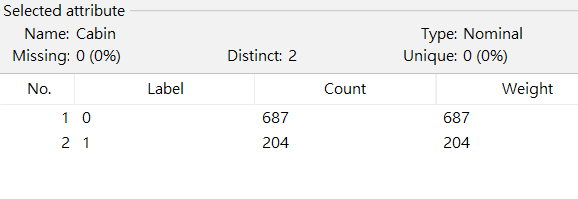 Selected attribute
Name: Cabin Type: Nominal
Missing: 0 (0%) Distinct: 2 Unique: 0 (0%)
No. Label Count Weight
1 0 687 687
2 1 204 204